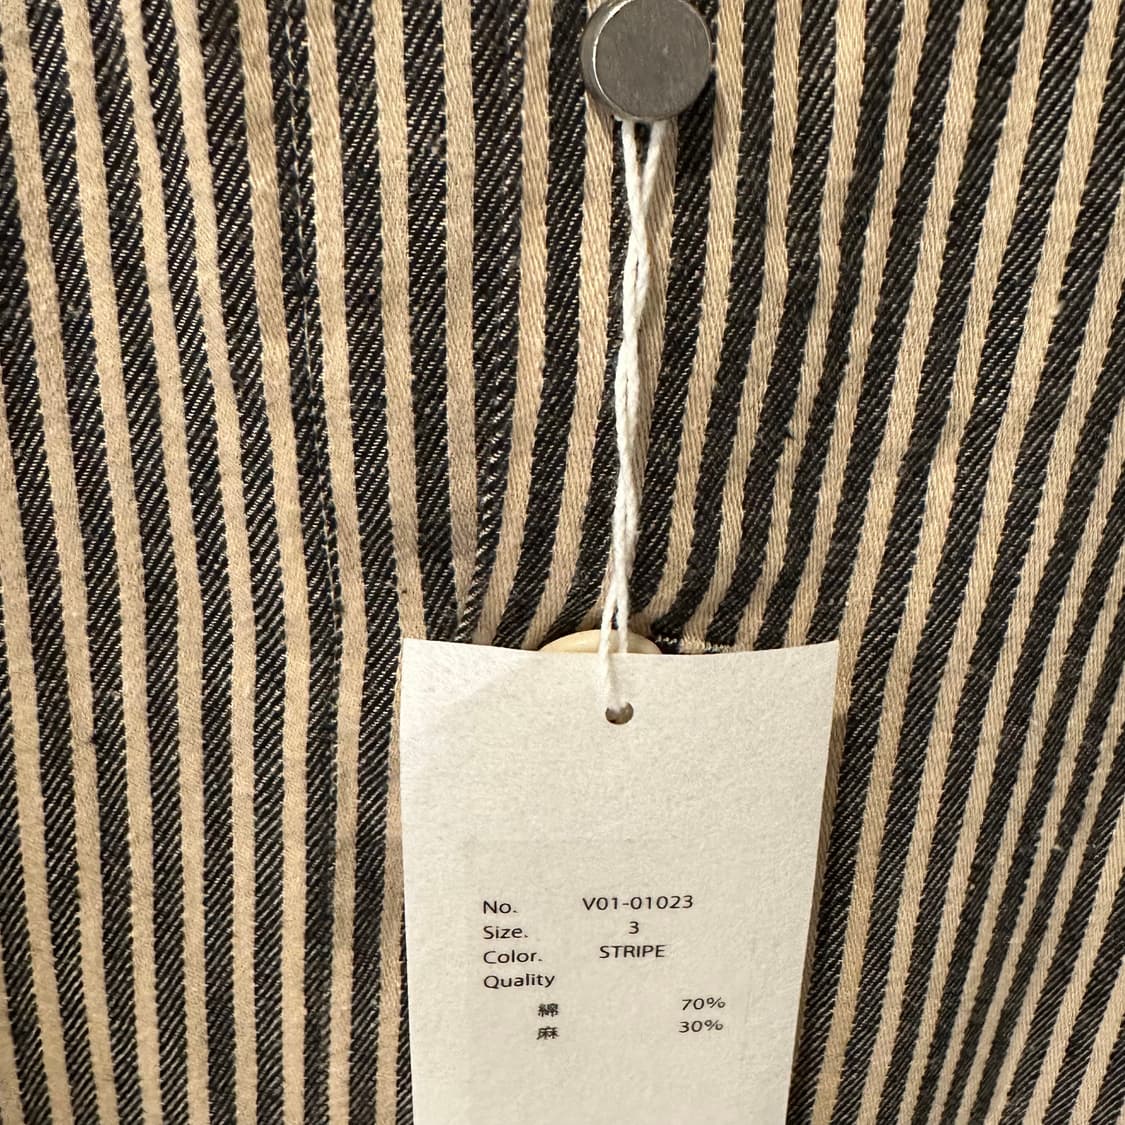 No. V01-01023
Size. 3
Color. STRIPE
Quality
綿 70%
麻 30%